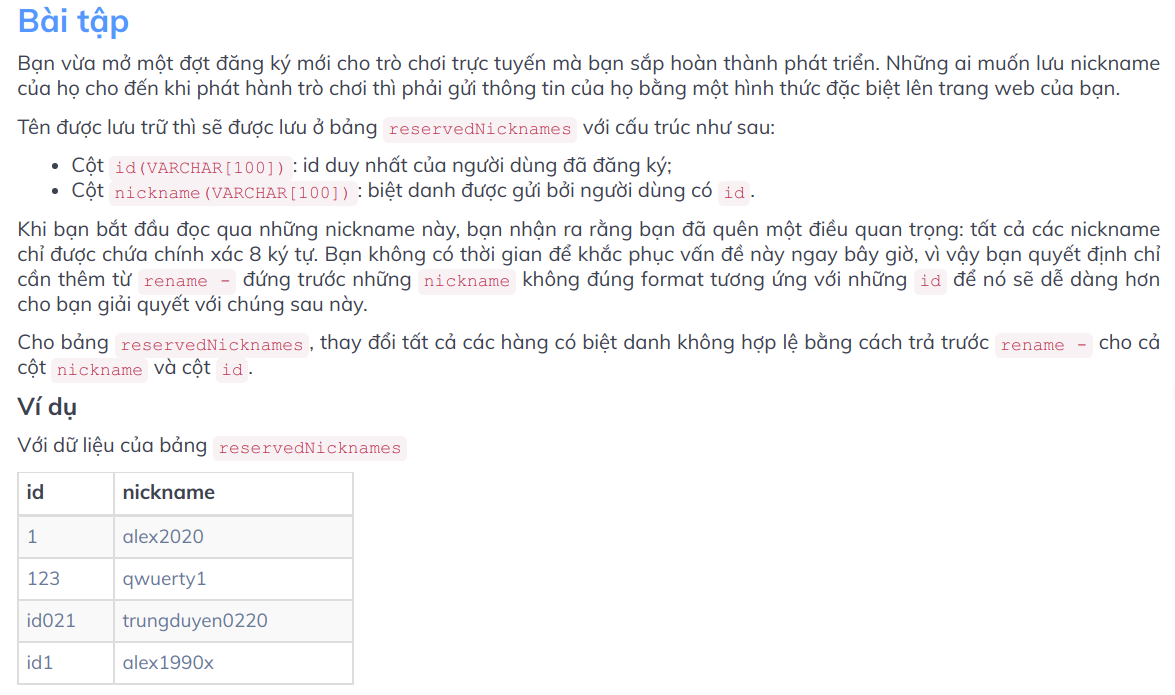 Bài tập
Bạn vừa mở một đợt đăng ký mới cho trò chơi trực tuyến mà bạn sắp hoàn thành phát triển. Những ai muốn lưu nickname
của họ cho đến khi phát hành trò chơi thì phải gửi thông tin của họ bằng một hình thức đặc biệt lên trang web của bạn.
Tên được lưu trữ thì sẽ được lưu ở bảng reservedNicknames với cấu trúc như sau:
• Cột id(VARCHAR[100]) : id duy nhất của người dùng đã đăng ký;
• Cột nickname(VARCHAR[100]) : biệt danh được gửi bởi người dùng có id .
Khi bạn bắt đầu đọc qua những nickname này, bạn nhận ra rằng bạn đã quên một điều quan trọng: tất cả các nickname
chỉ được chứa chính xác 8 ký tự. Bạn không có thời gian để khắc phục vấn đề này ngay bây giờ, vì vậy bạn quyết định chỉ
cần thêm từ rename - đứng trước những nickname không đúng format tương ứng với những id để nó sẽ dễ dàng hơn
cho bạn giải quyết với chúng sau này.
Cho bảng reservedNicknames , thay đổi tất cả các hàng có biệt danh không hợp lệ bằng cách trả trước rename - cho cả
cột nickname và cột id .
Ví dụ
Với dữ liệu của bảng reservedNicknames
id nickname
1 alex2020
123 qwuerty1
id021 trungduyen0220
id1 alex1990x